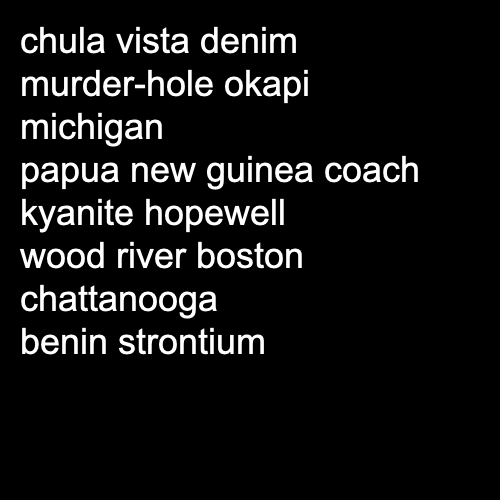 chula vista denim
murder-hole okapi
michigan
papua new guinea coach
kyanite hopewell
wood river boston
chattanooga
benin strontium